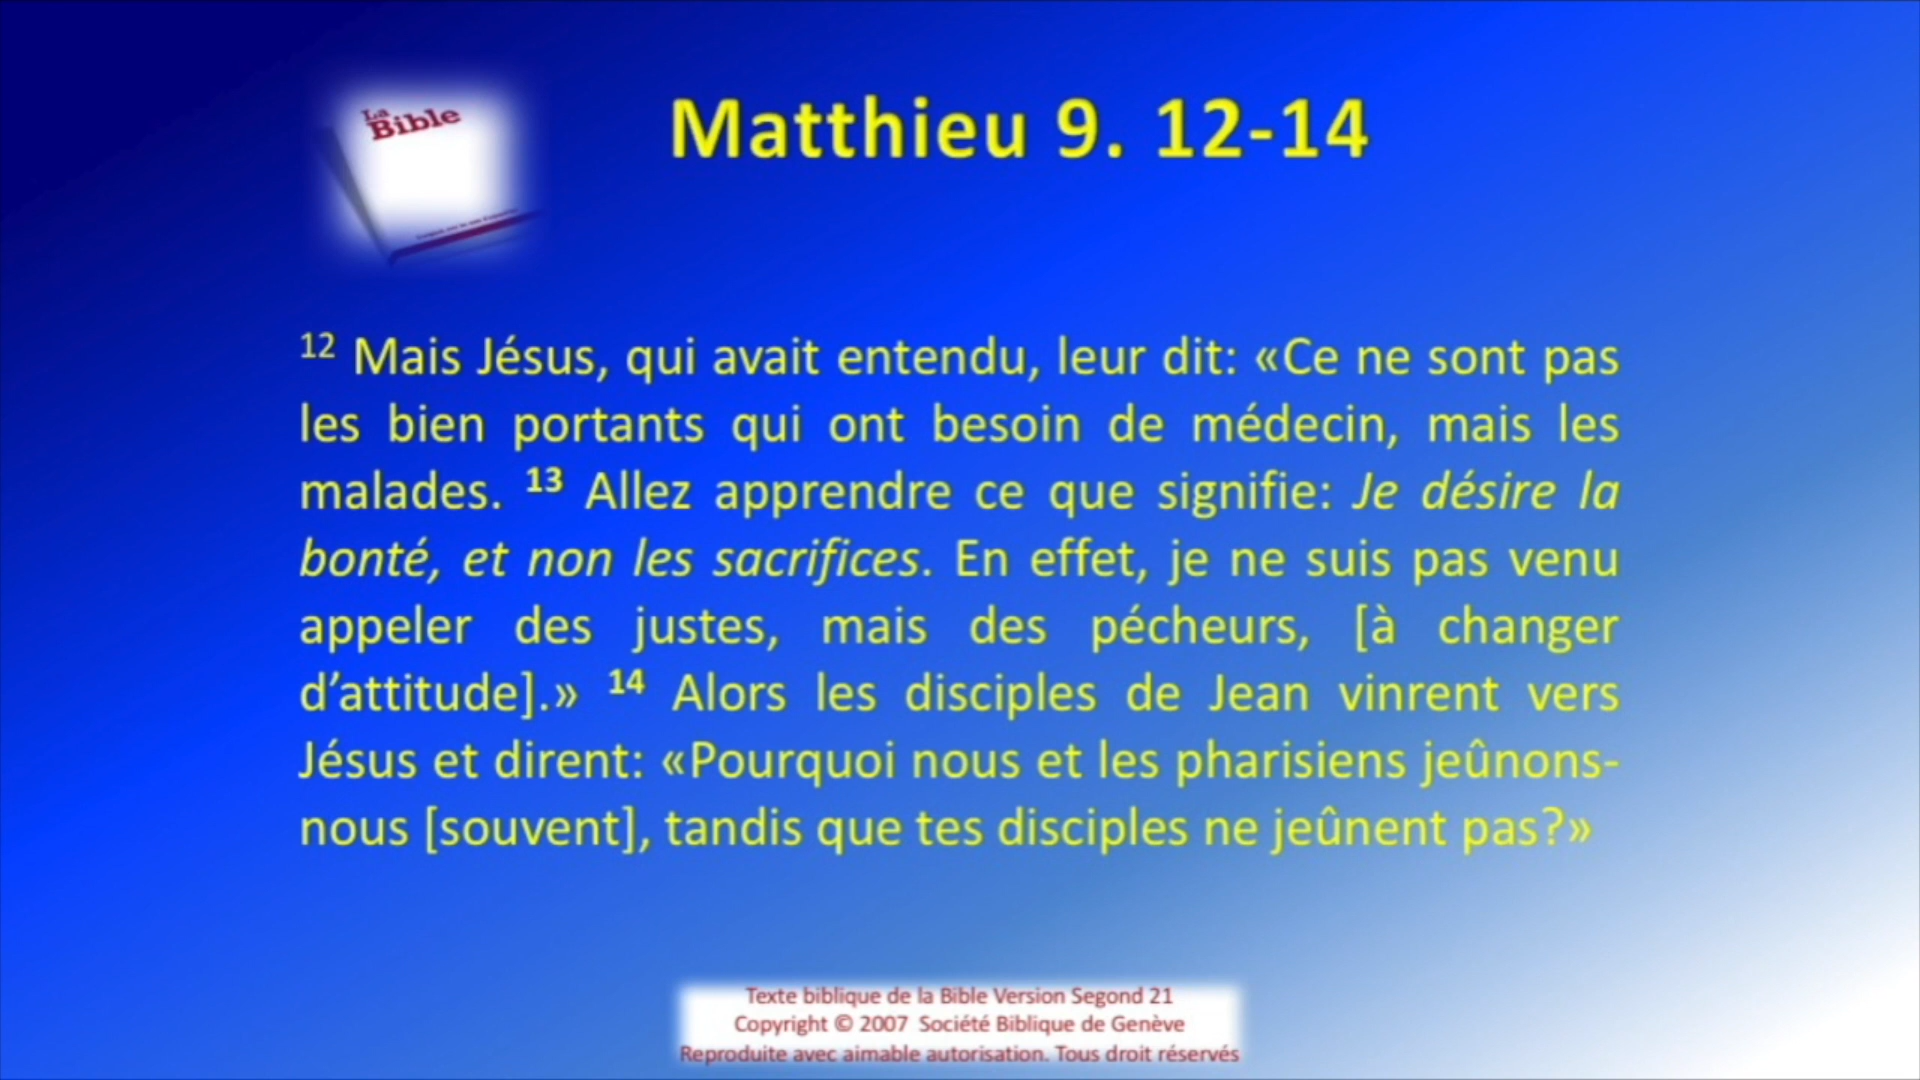 La
Bible
Matthieu 9. 12-14
12 Mais Jésus, qui avait entendu, leur dit: «Ce ne sont pas
les bien portants qui ont besoin de médecin, mais les
malades. 13 Allez apprendre ce que signifie: Je désire la
bonté, et non les sacrifices. En effet, je ne suis pas venu
appeler des justes, mais des pécheurs, [à changer
d’attitude].» 14 Alors les disciples de Jean vinrent vers
Jésus et dirent: «Pourquoi nous et les pharisiens jeûnons-
nous [souvent], tandis que tes disciples ne jeûnent pas?»
Texte biblique de la Bible Version Segond 21
Copyright © 2007 Société Biblique de Genève
Reproduite avec aimable autorisation. Tous droit réservés